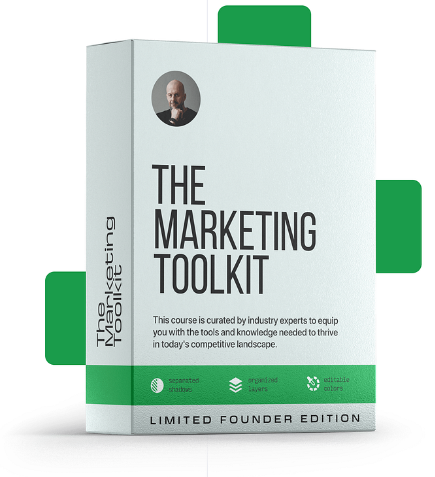 THE
MARKETING
TOOLKIT
This course is curated by industry experts to equip
you with the tools and knowledge needed to thrive
in today's competitive landscape.
separated
shadows
organized
layers
editable
colors
LIMITED FOUNDER EDITION
The
Marketing
Toolkit